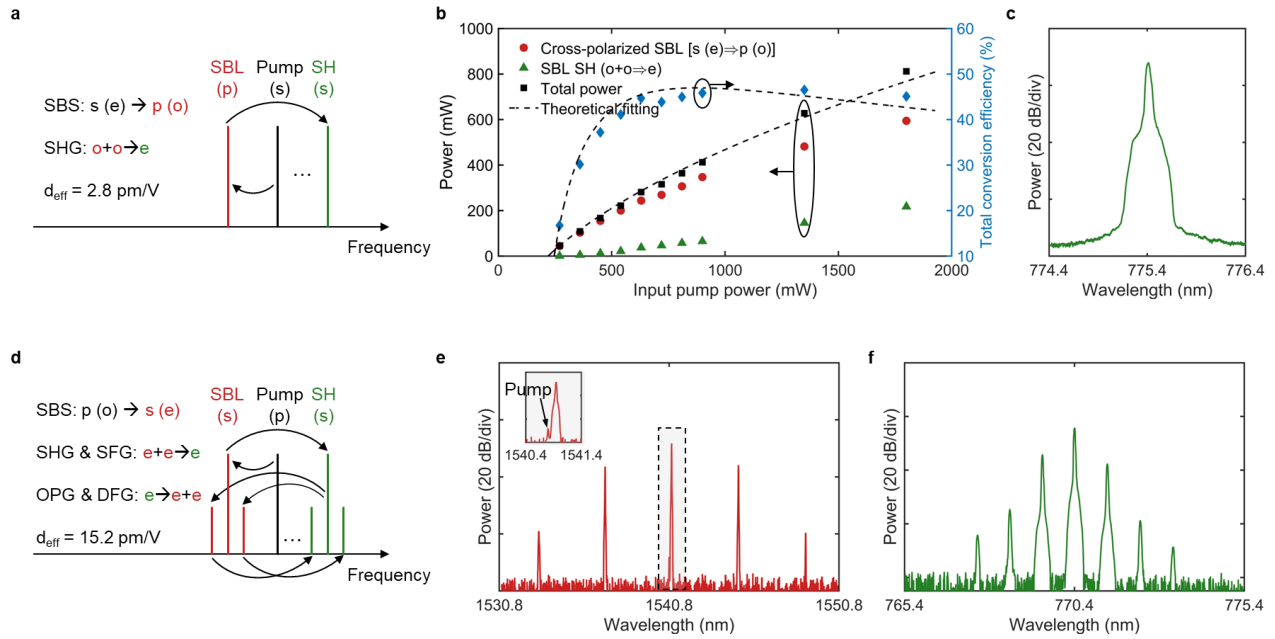 a
SBL Pump SH
(p) (s) (s)
SBS: s (e) → p (o)
SHG: o+o→e
d_eff = 2.8 pm/V
...
Frequency
b
1000
800
600
400
200
0
Power (mW)
60
50
40
30
20
10
Total conversion efficiency (%)
Cross-polarized SBL [s (e)⇒p (o)]
SBL SH (o+o⇒e)
Total power
Theoretical fitting
0 500 1000 1500 2000
Input pump power (mW)
c
Power (20 dB/div)
774.4 775.4 776.4
Wavelength (nm)
d
SBL Pump SH
(s) (p) (s)
SBS: p (o) → s (e)
SHG & SFG: e+e→e
OPG & DFG: e→e+e
d_eff = 15.2 pm/V
...
Frequency
e
Pump
1540.4 1541.4
Power (20 dB/div)
1530.8 1540.8 1550.8
Wavelength (nm)
f
Power (20 dB/div)
765.4 770.4 775.4
Wavelength (nm)